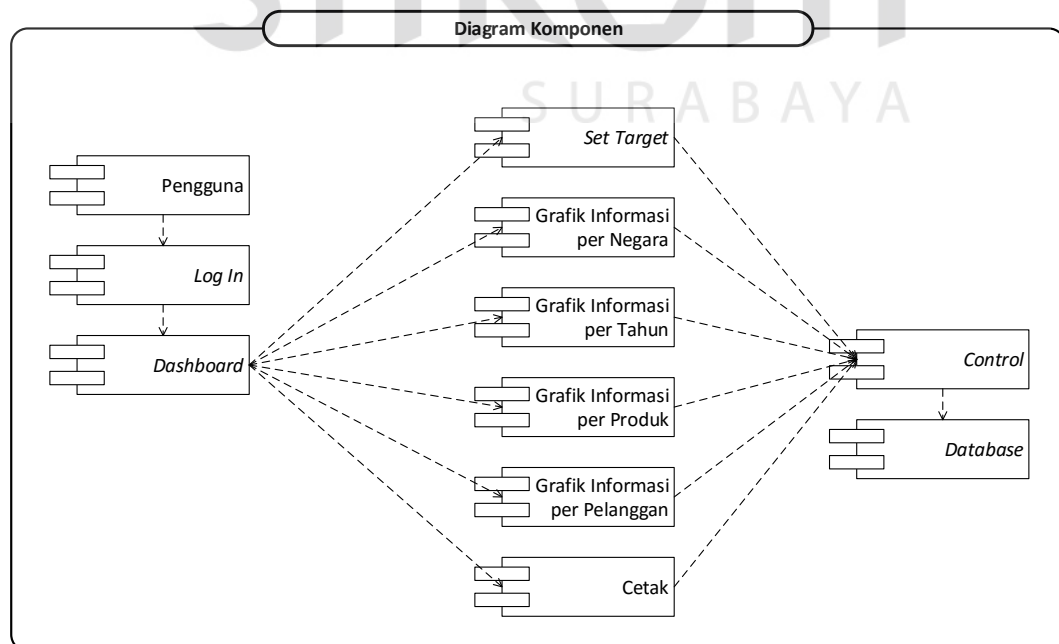 Diagram Komponen
SURABAYA
Pengguna
Log In
Dashboard
Set Target
Grafik Informasi
per Negara
Grafik Informasi
per Tahun
Grafik Informasi
per Produk
Grafik Informasi
per Pelanggan
Cetak
Control
Database